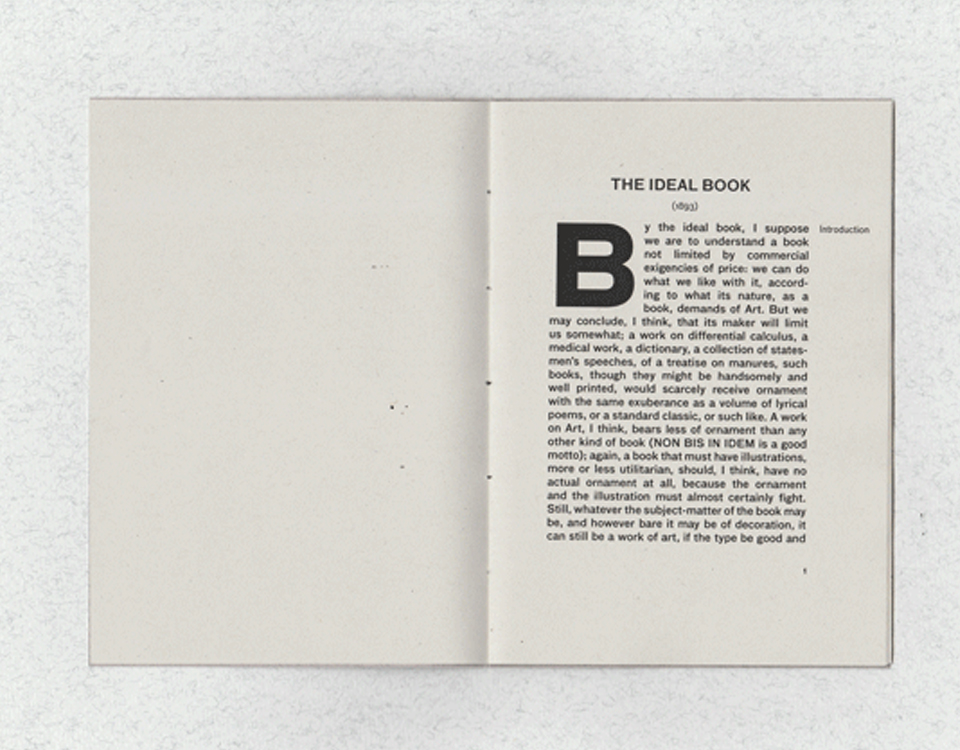 THE IDEAL BOOK
(1893)
By the ideal book, I suppose
Introduction
we are to understand a book
not limited by commercial
exigencies of price: we can do
what we like with it, accord-
ing to what its nature, as a
book, demands of Art. But we
may conclude, I think, that its maker will limit
us somewhat; a work on differential calculus, a
medical work, a dictionary, a collection of states-
men's speeches, of a treatise on manures, such
books, though they might be handsomely and
well printed, would scarcely receive ornament
with the same exuberance as a volume of lyrical
poems, or a standard classic, or such like. A work
on Art, I think, bears less of ornament than any
other kind of book (NON BIS IN IDEM is a good
motto); again, a book that must have illustrations,
more or less utilitarian, should, I think, have no
actual ornament at all, because the ornament
and the illustration must almost certainly fight.
Still, whatever the subject-matter of the book may
be, and however bare it may be of decoration, it
can still be a work of art, if the type be good and
1